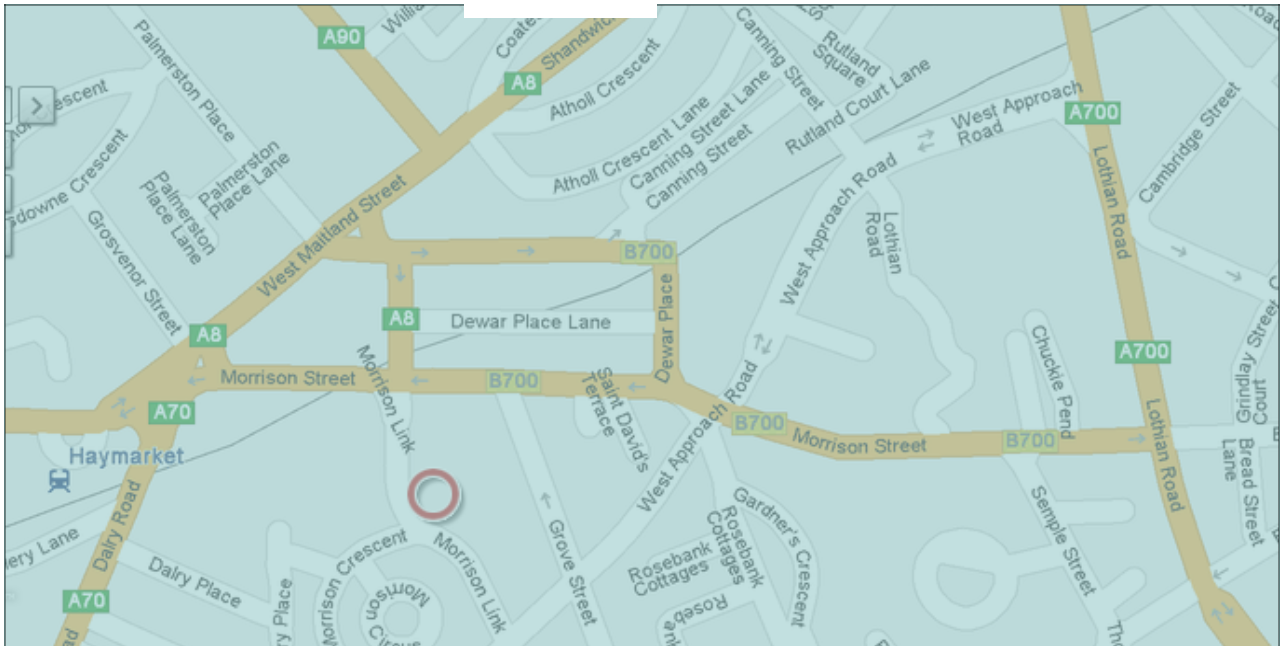 A90
Palmerston Place
A8
Atholl Crescent
Canning Street
Rutland
Square
Rutland Court Lane
West Approach
Road
A700
Cambridge Street
Lothian Road
Atholl Crescent Lane
Canning Street Lane
Canning Street
Palmerston
Place Lane
Palmerston
Place Lane
Grosvenor Street
West Maitland Street
West Approach Road
Lothian
Road
B700
Dewar Place
A8
Dewar Place Lane
A8
Morrison Street
B700
Morrison Link
Saint David's
Terrace
A70
Haymarket
West Approach Road
B700
Morrison Street
B700
Chuckie Pend
A700
Lothian Road
Grindlay Street
Court
Bread Street
Lane
Dalry Road
Dalry Place
A70
Morrison Crescent
Morrison Link
Grove Street
Rosebank
Cottages
Rosebank
Cottages
Gardner's Crescent
Semple Street